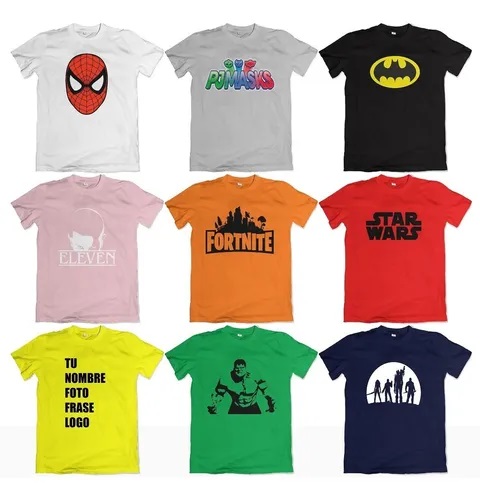 PJMASKS
ELEVEN
FORTNITE
STAR
WARS
TU
NOMBRE
FOTO
FRASE
LOGO